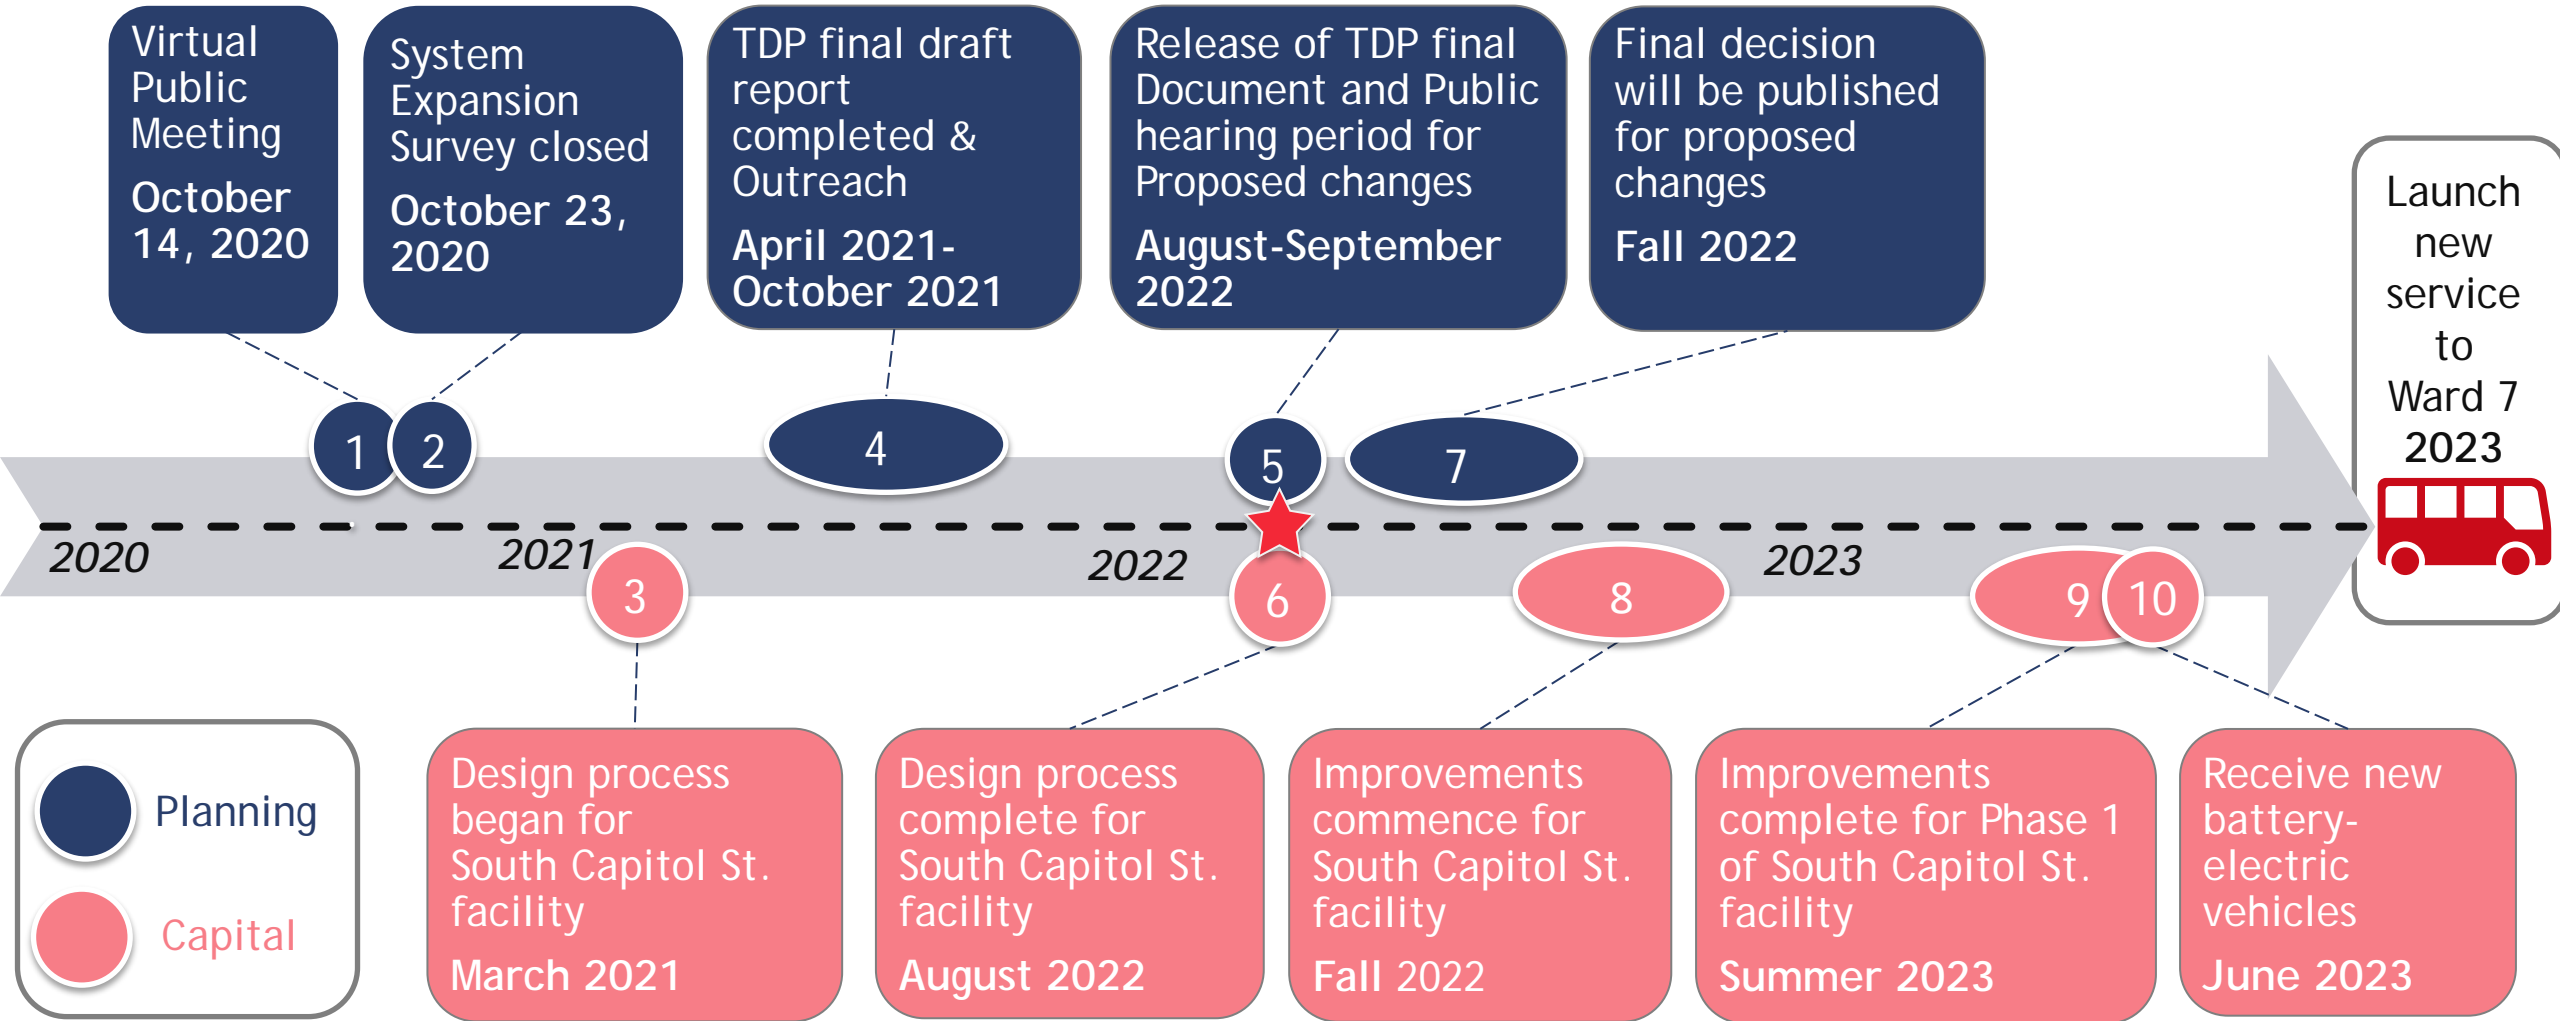 Virtual
Public
Meeting
October
14, 2020
System
Expansion
Survey closed
October 23,
2020
TDP final draft
report
completed &
Outreach
April 2021-
October 2021
Release of TDP final
Document and Public
hearing period for
Proposed changes
August-September
2022
Final decision
will be published
for proposed
changes
Fall 2022
Launch
new
service
to
Ward 7
2023
1
2
4
5
7
2020
2021
2022
2023
3
6
8
9
10
Planning
Capital
Design process
began for
South Capitol St.
facility
March 2021
Design process
complete for
South Capitol St.
facility
August 2022
Improvements
commence for
South Capitol St.
facility
Fall 2022
Improvements
complete for Phase 1
of South Capitol St.
facility
Summer 2023
Receive new
battery-
electric
vehicles
June 2023